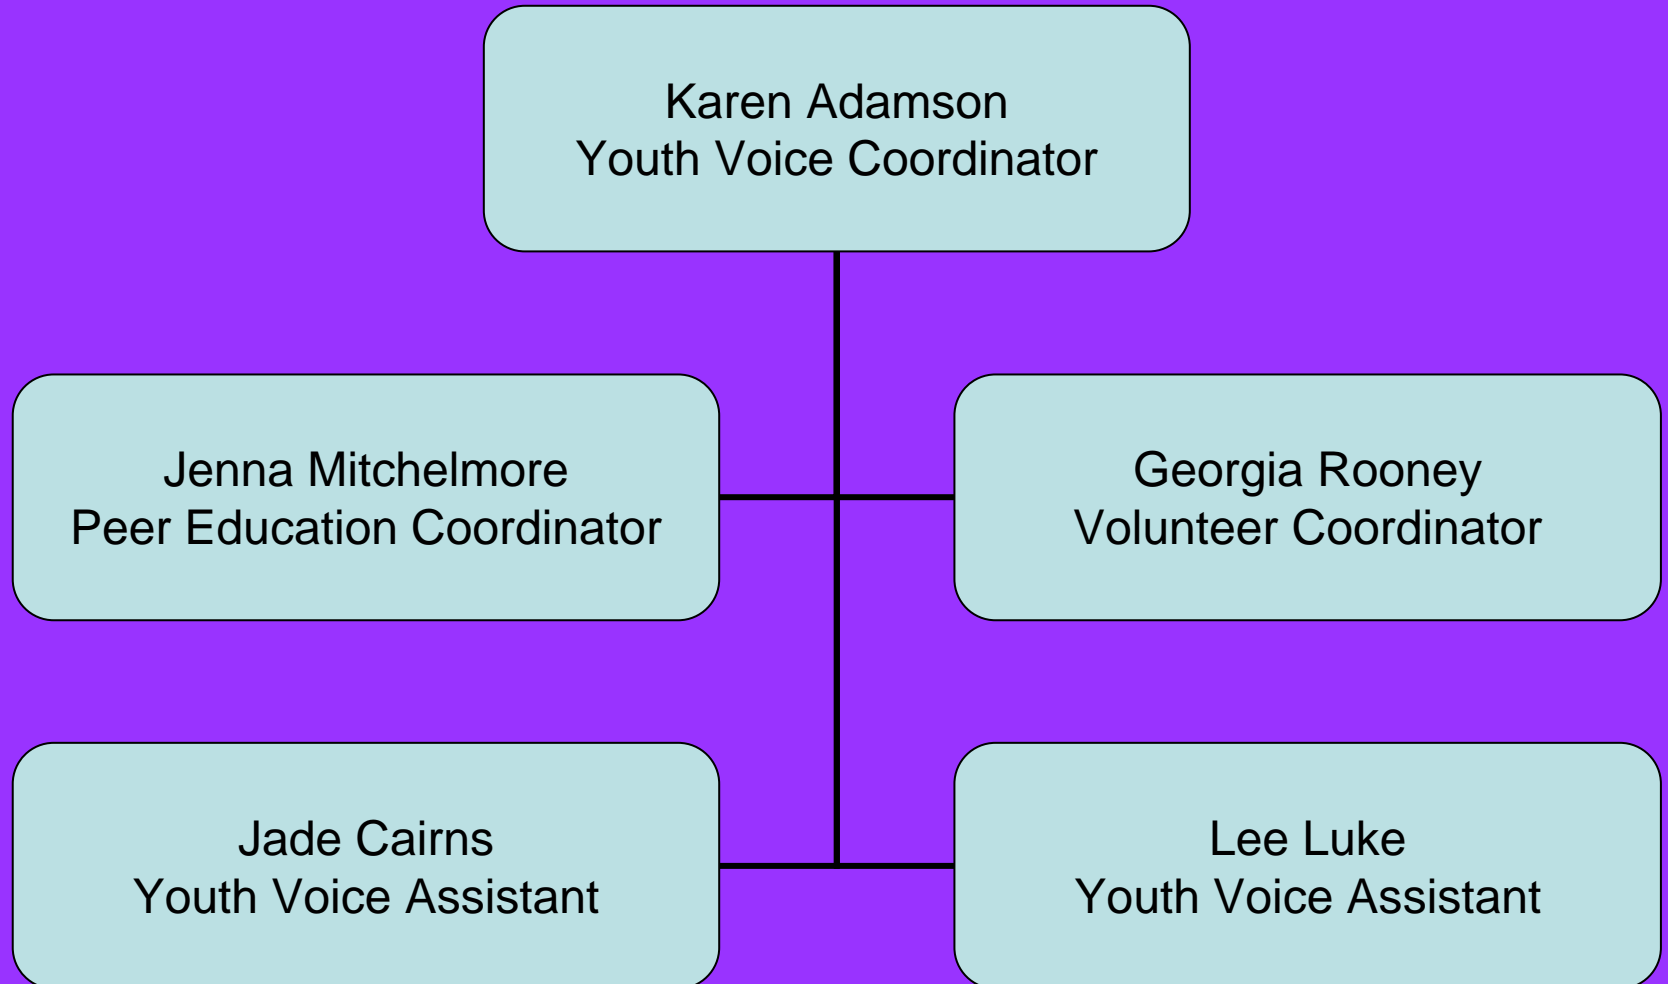 Karen Adamson
Youth Voice Coordinator
Jenna Mitchelmore
Peer Education Coordinator
Georgia Rooney
Volunteer Coordinator
Jade Cairns
Youth Voice Assistant
Lee Luke
Youth Voice Assistant